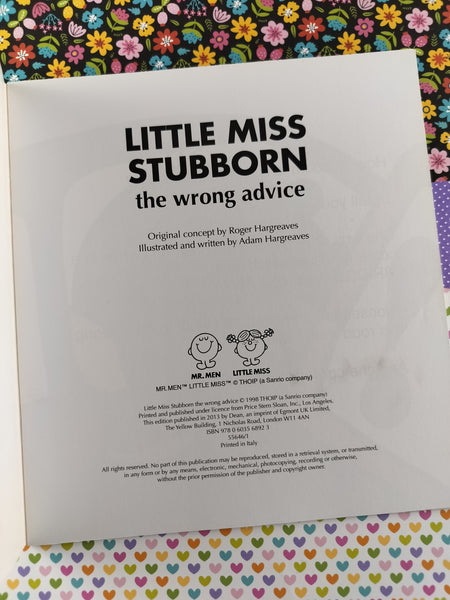 LITTLE MISS
STUBBORN
the wrong advice
Original concept by Roger Hargreaves
Illustrated and written by Adam Hargreaves
MR. MEN LITTLE MISS
MR. MEN™ LITTLE MISS™ © THOIP (a Sanrio company)
Little Miss Stubborn the wrong advice © 1998 THOIP (a Sanrio company)
Printed and published under licence from Price Stern Sloan, Inc., Los Angeles.
This edition published in 2013 by Dean, an imprint of Egmont UK Limited,
The Yellow Building, 1 Nicholas Road, London W11 4AN
ISBN 978 0 6035 6892 3
55646/1
Printed in Italy
All rights reserved. No part of this publication may be reproduced, stored in a retrieval system, or transmitted,
in any form or by any means, electronic, mechanical, photocopying, recording or otherwise,
without the prior permission of the publisher and copyright owner.